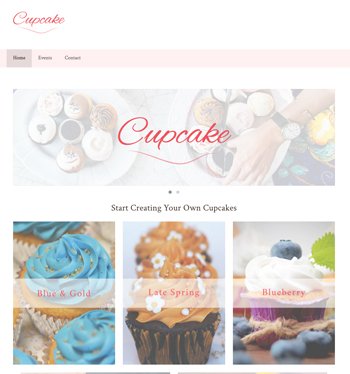 Cupcake
Home Events Contact
Cupcake
Start Creating Your Own Cupcakes
Blue & Gold
Late Spring
Blueberry